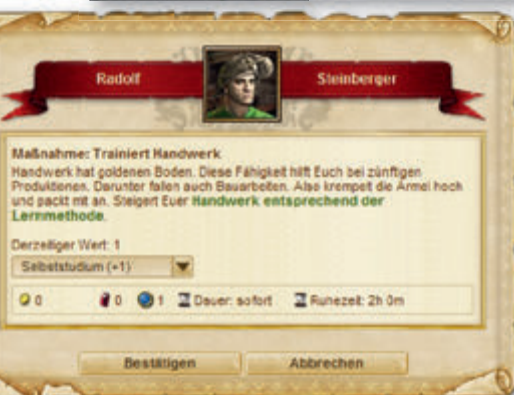 Radolf Steinberger
Maßnahme: Trainiert Handwerk
Handwerk hat goldenen Boden. Diese Fähigkeit hilft Euch bei zünftigen
Produktionen. Darunter fallen auch Bauarbeiten. Also krempelt die Ärmel hoch
und packt mit an. Steigert Euer Handwerk entsprechend der
Lernmethode.
Derzeitiger Wert: 1
Selbststudium (+1)
0 0 1 Dauer: sofort Ruhezeit: 2h 0m
Bestätigen Abbrechen